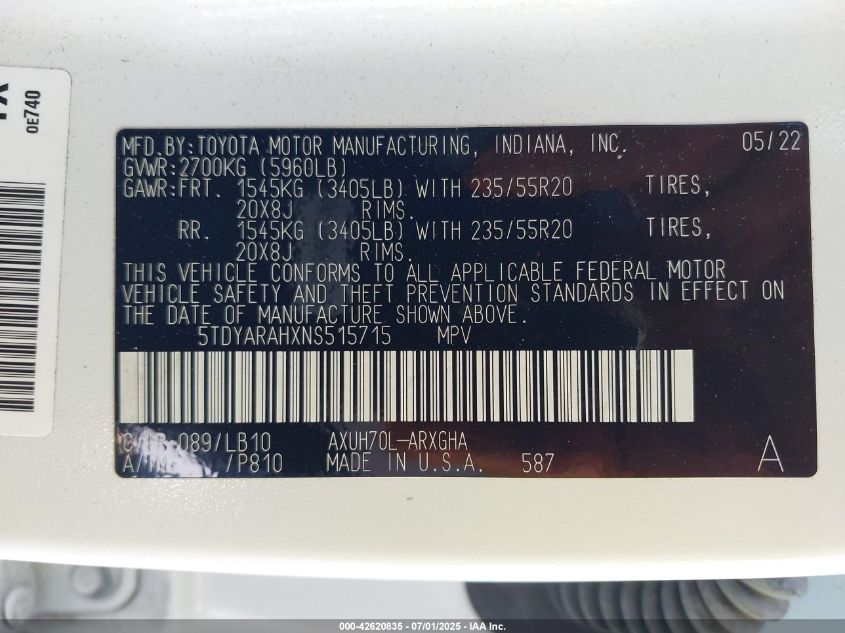 0E740
MFD.BY:TOYOTA MOTOR MANUFACTURING, INDIANA, INC. 05/22
GVWR:2700KG (5960LB)
GAWR:FRT. 1545KG (3405LB) WITH 235/55R20 TIRES,
20X8J RIMS.
RR. 1545KG (3405LB) WITH 235/55R20 TIRES,
20X8J RIMS.
THIS VEHICLE CONFORMS TO ALL APPLICABLE FEDERAL MOTOR
VEHICLE SAFETY AND THEFT PREVENTION STANDARDS IN EFFECT ON
THE DATE OF MANUFACTURE SHOWN ABOVE.
5TDYARAHXNS515715 MPV
C/TR:089/LB10 AXUH70L-ARXGHA
A/TM: /P810 MADE IN U.S.A. 587 A
000-42620835 - 07/01/2025 - IAA Inc.